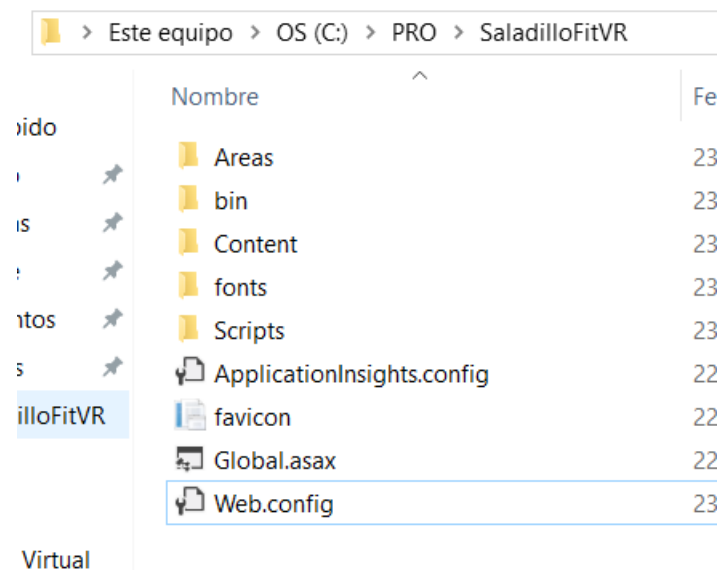 Este equipo > OS (C:) > PRO > SaladilloFitVR
Nombre
Fe
pido
Areas 23
bin 23
Content 23
fonts 23
ntos
Scripts 23
ApplicationInsights.config 22
illoFitVR
favicon 22
Global.asax 22
Web.config 23
Virtual